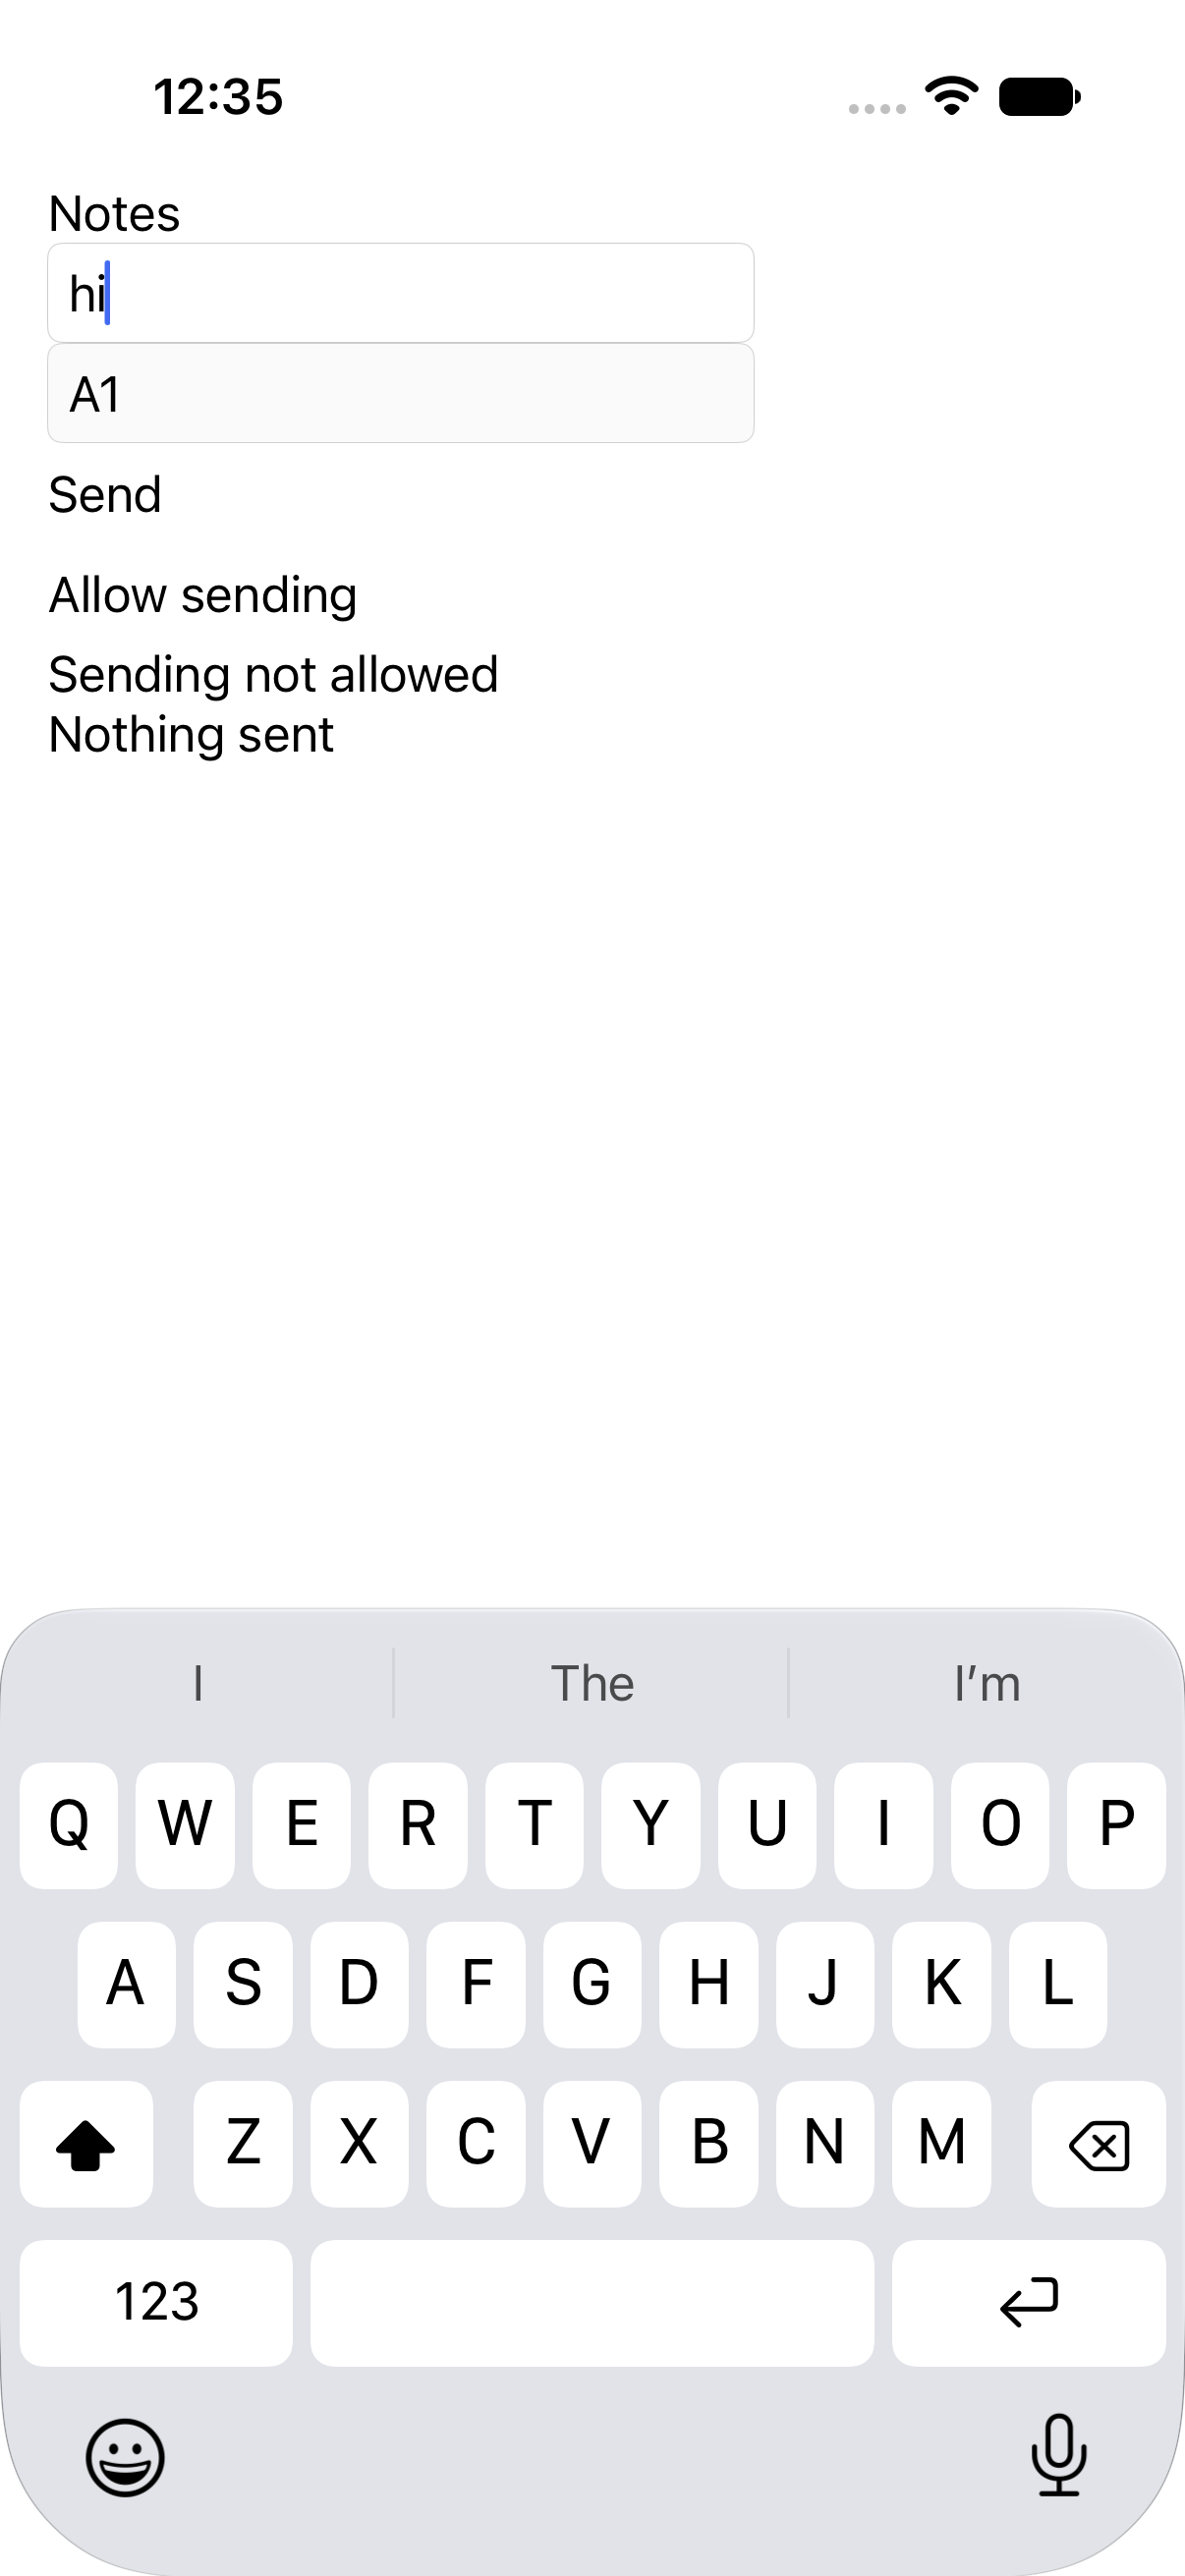 12:35
Notes
hi
A1
Send
Allow sending
Sending not allowed
Nothing sent
I The I’m
Q W E R T Y U I O P
A S D F G H J K L
Z X C V B N M
123